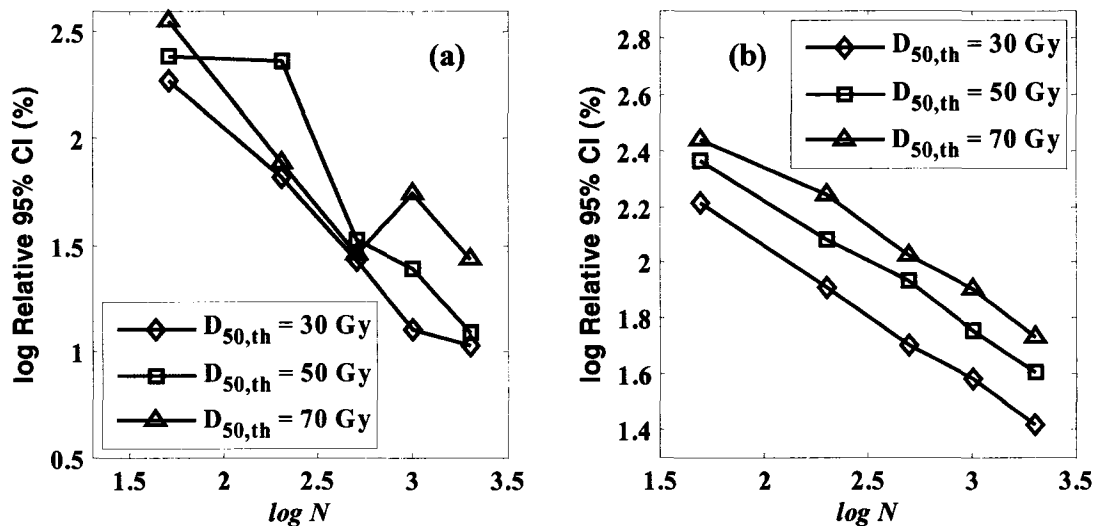 (a)
log Relative 95% CI (%)
2.5
2
1.5
1
0.5
D50,th = 30 Gy
D50,th = 50 Gy
D50,th = 70 Gy
1.5 2 2.5 3 3.5
log N
(b)
log Relative 95% CI (%)
2.8
2.6
2.4
2.2
2
1.8
1.6
1.4
D50,th = 30 Gy
D50,th = 50 Gy
D50,th = 70 Gy
1.5 2 2.5 3 3.5
log N